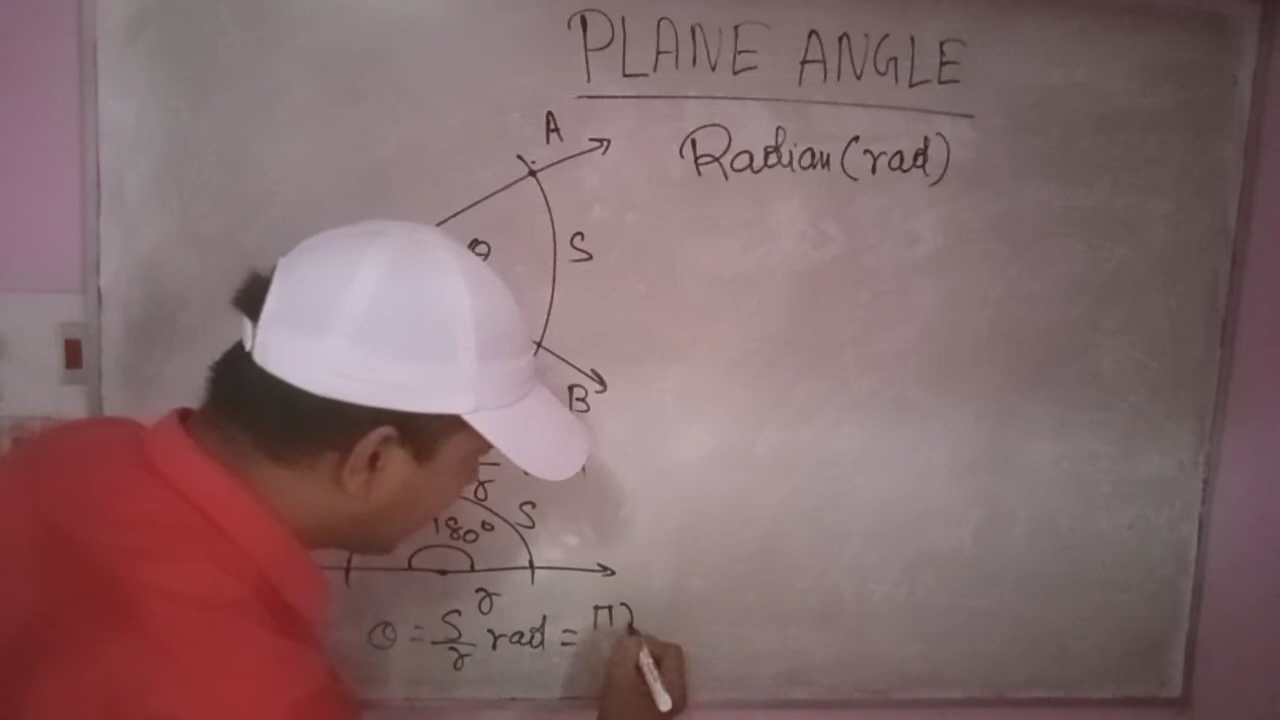 PLANE ANGLE
Radian (rad)
A
θ
S
B
r
S
180°
r
θ = S/r rad = π